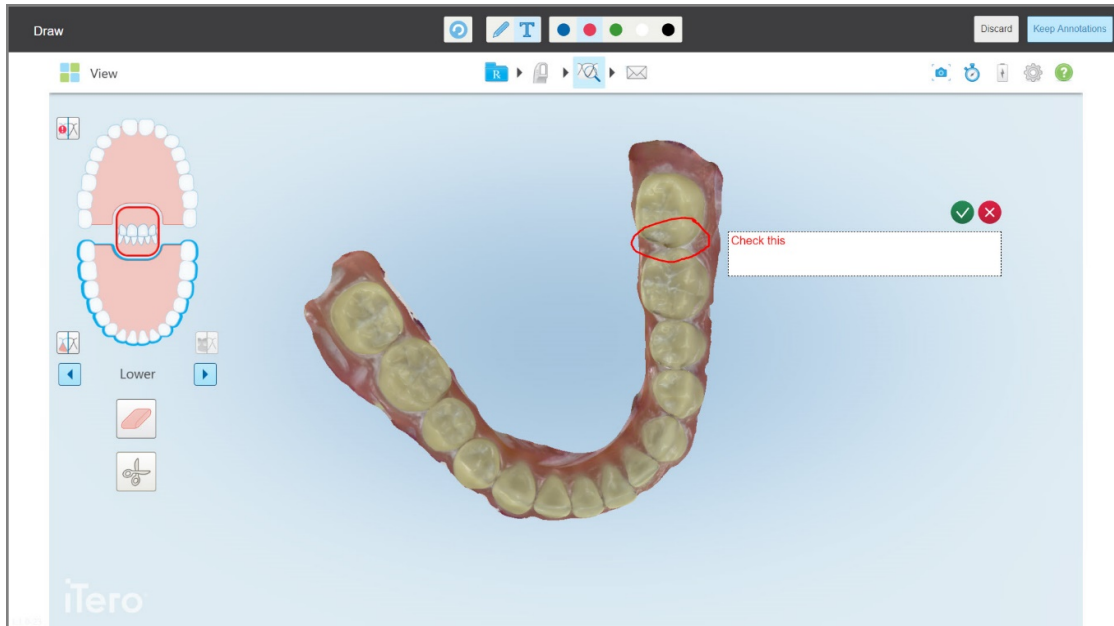 Draw
T
Discard
Keep Annotations
View
R
?
Check this
Lower
iTero